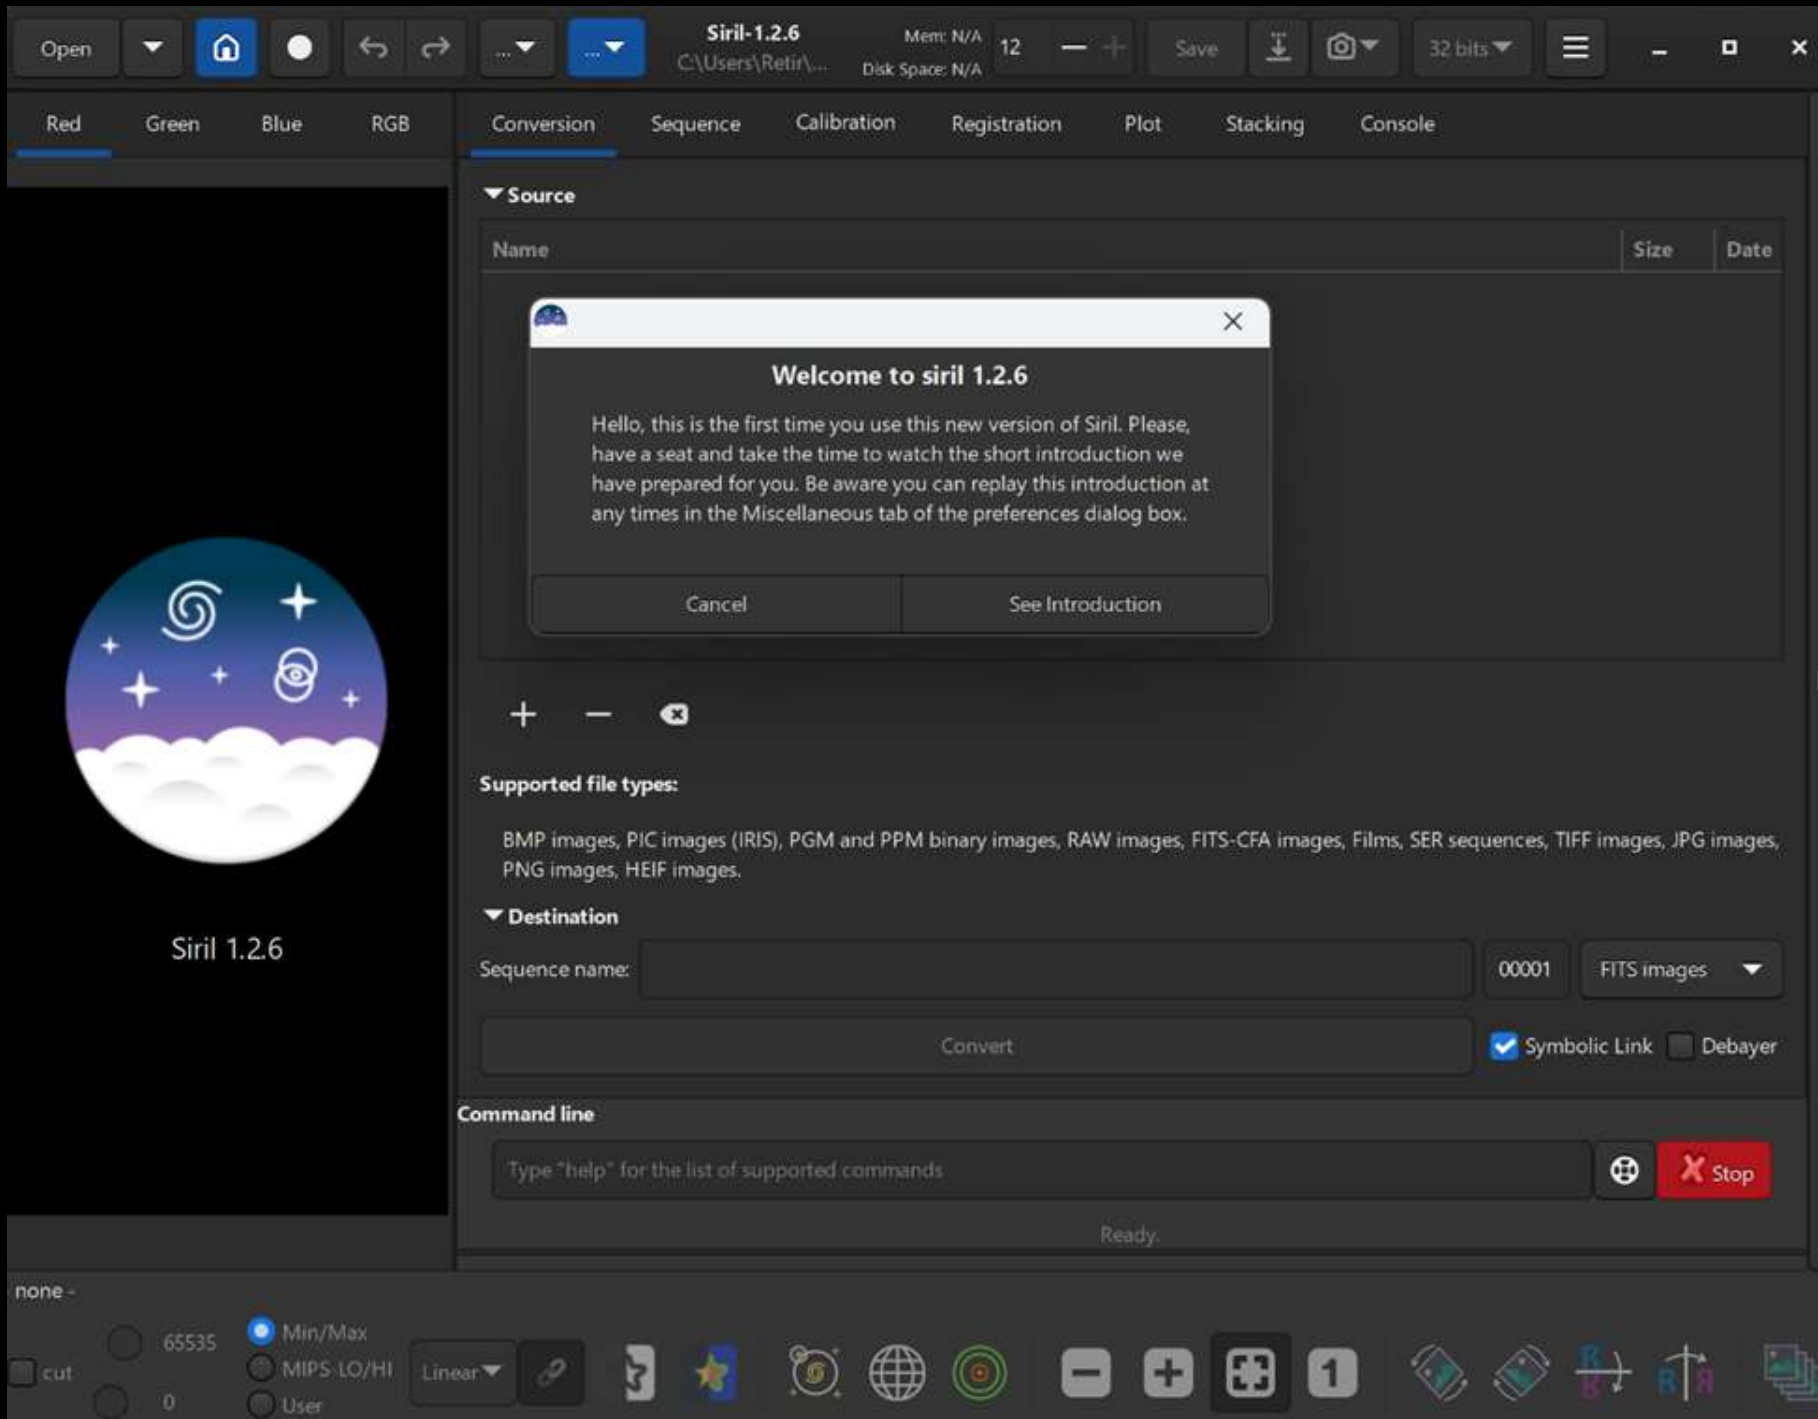 Open
...
...
Siril-1.2.6
C:\Users\Retir\...
Mem: N/A
Disk Space: N/A
12
Save
32 bits
Red Green Blue RGB
Conversion Sequence Calibration Registration Plot Stacking Console
Source
Name Size Date
Welcome to siril 1.2.6
Hello, this is the first time you use this new version of Siril. Please,
have a seat and take the time to watch the short introduction we
have prepared for you. Be aware you can replay this introduction at
any times in the Miscellaneous tab of the preferences dialog box.
Cancel See Introduction
Supported file types:
BMP images, PIC images (IRIS), PGM and PPM binary images, RAW images, FITS-CFA images, Films, SER sequences, TIFF images, JPG images,
PNG images, HEIF images.
Destination
Siril 1.2.6
Sequence name: 00001 FITS images
Convert Symbolic Link Debayer
Command line
Type "help" for the list of supported commands
Stop
Ready.
none -
65535
Min/Max
cut
MIPS-LO/HI
Linear
0
User
1
R
R
R
R